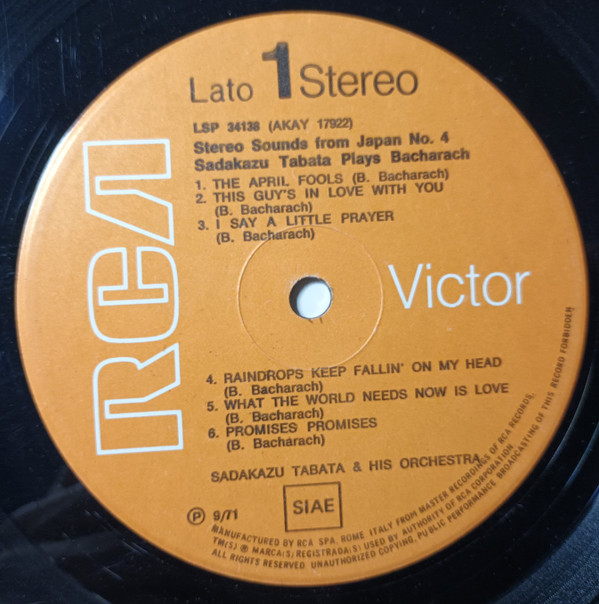 Lato 1 Stereo
LSP 34138 (AKAY 17922)
Stereo Sounds from Japan No. 4
Sadakazu Tabata Plays Bacharach
1. THE APRIL FOOLS (B. Bacharach)
2. THIS GUY'S IN LOVE WITH YOU
(B. Bacharach)
3. I SAY A LITTLE PRAYER
(B. Bacharach)
RCA
Victor
4. RAINDROPS KEEP FALLIN' ON MY HEAD
(B. Bacharach)
5. WHAT THE WORLD NEEDS NOW IS LOVE
(B. Bacharach)
6. PROMISES PROMISES
(B. Bacharach)
SADAKAZU TABATA & HIS ORCHESTRA
Ⓟ 9/71
SIAE
MANUFACTURED BY RCA SPA, ROME ITALY FROM MASTER RECORDINGS OF RCA RECORDS,
TM(S) ® MARCA(S) REGISTRADA(S) USED BY AUTHORITY OF RCA CORPORATION,
ALL RIGHTS RESERVED UNAUTHORIZED COPYING, PUBLIC PERFORMANCE BROADCASTING OF THIS RECORD FORBIDDEN